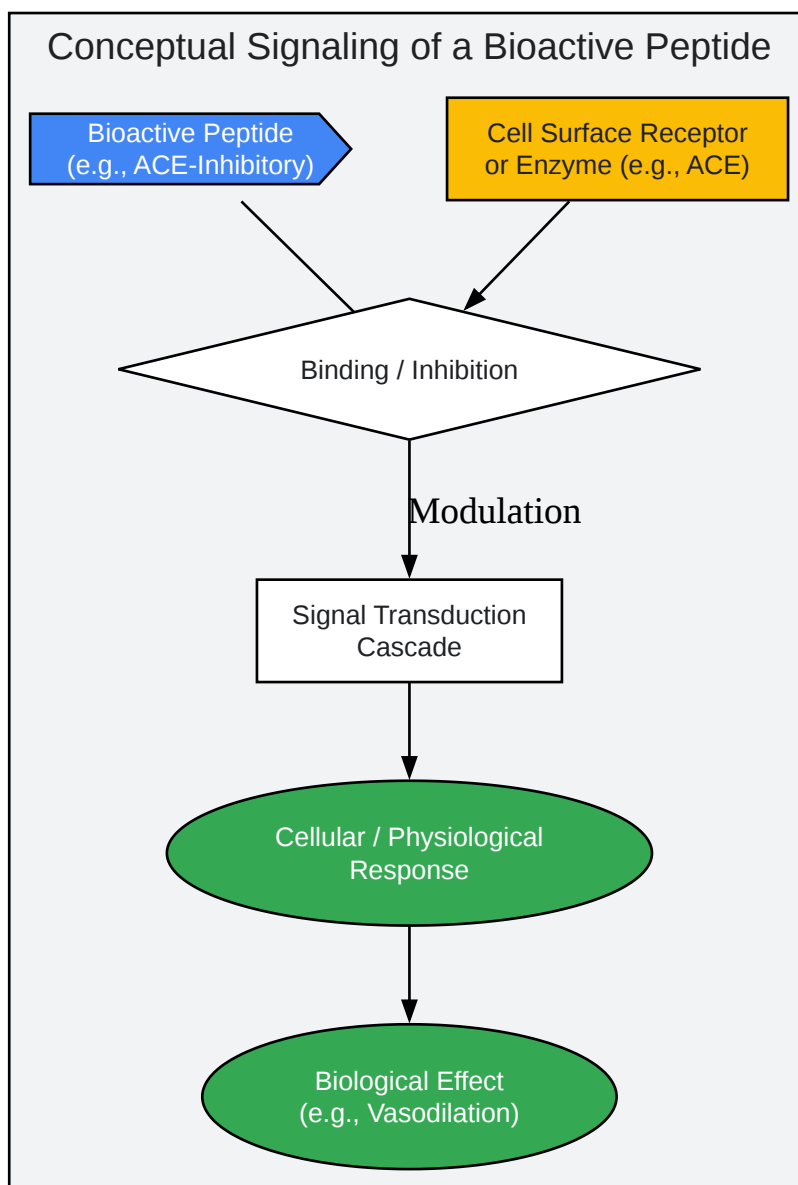 Conceptual Signaling of a Bioactive Peptide
Bioactive Peptide
(e.g., ACE-Inhibitory)
Cell Surface Receptor
or Enzyme (e.g., ACE)
Binding / Inhibition
Modulation
Signal Transduction
Cascade
Cellular / Physiological
Response
Biological Effect
(e.g., Vasodilation)